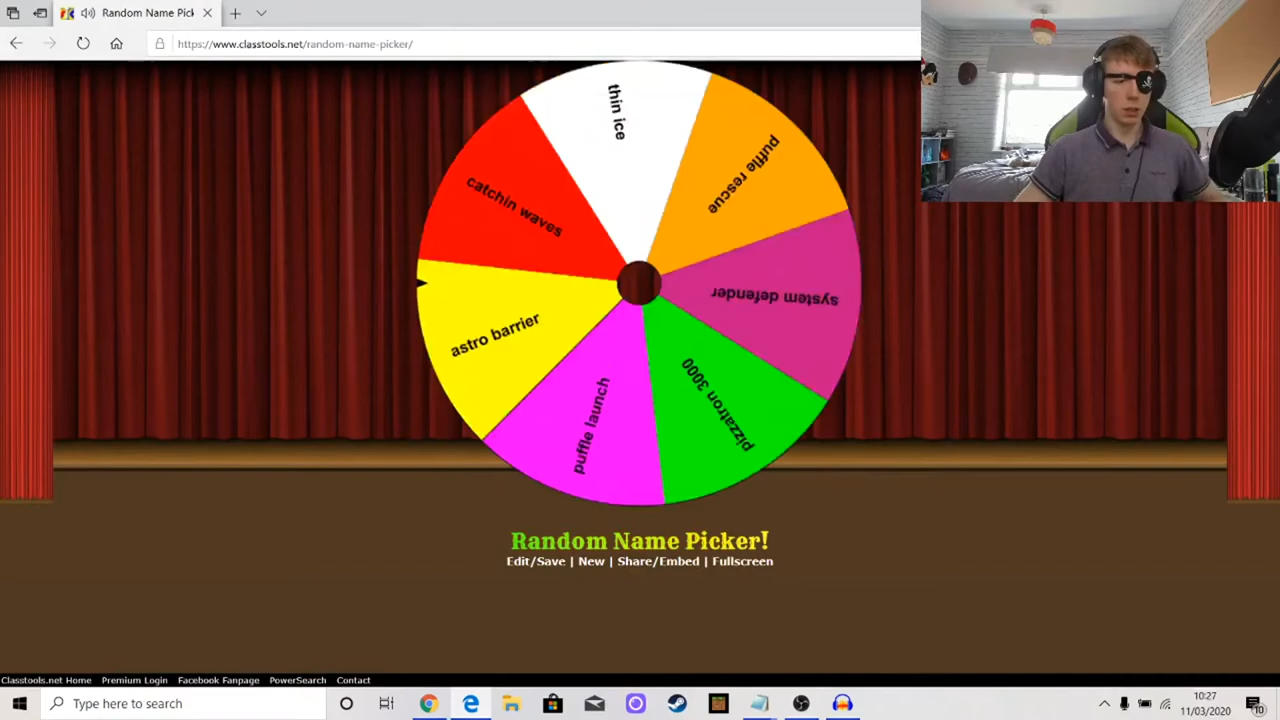 Random Name Pick
https://www.classtools.net/random-name-picker/
thin ice
puffle rescue
catchin waves
system defender
astro barrier
pizzatron 3000
puffle launch
Random Name Picker!
Edit/Save | New | Share/Embed | Fullscreen
Classtools.net Home Premium Login Facebook Fanpage PowerSearch Contact
Type here to search
10:27
11/03/2020
10